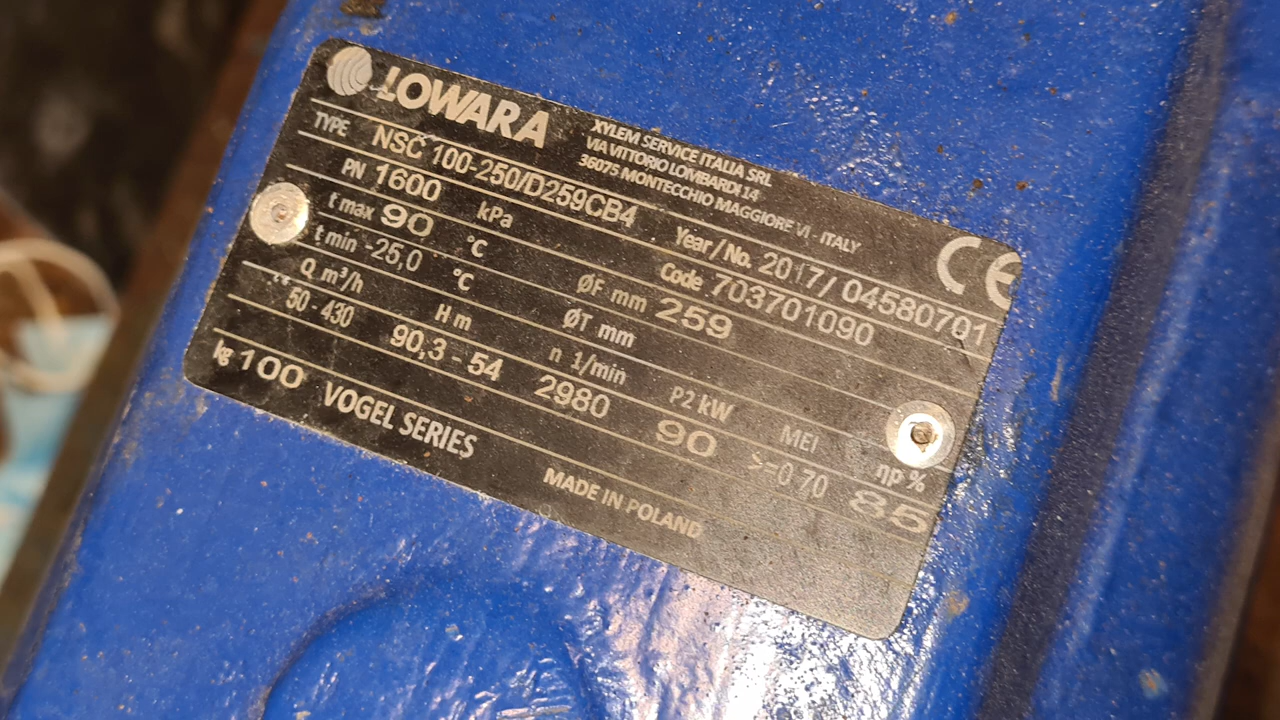 LOWARA
XYLEM SERVICE ITALIA SRL
VIA VITTORIO LOMBARDI 14
36075 MONTECCHIO MAGGIORE VI - ITALY
CE
TYPE NSC 100-250/D259CB4 Year / No. 2017 / 04580701
PN 1600 kPa Code 703701090
t max 90 °C ØF mm 259
t min -25,0 °C ØT mm
Q m³/h H m n 1/min P2 kW MEI ηp %
50 - 430 90,3 - 54 2980 90 >=0 70 85
kg 100 VOGEL SERIES MADE IN POLAND